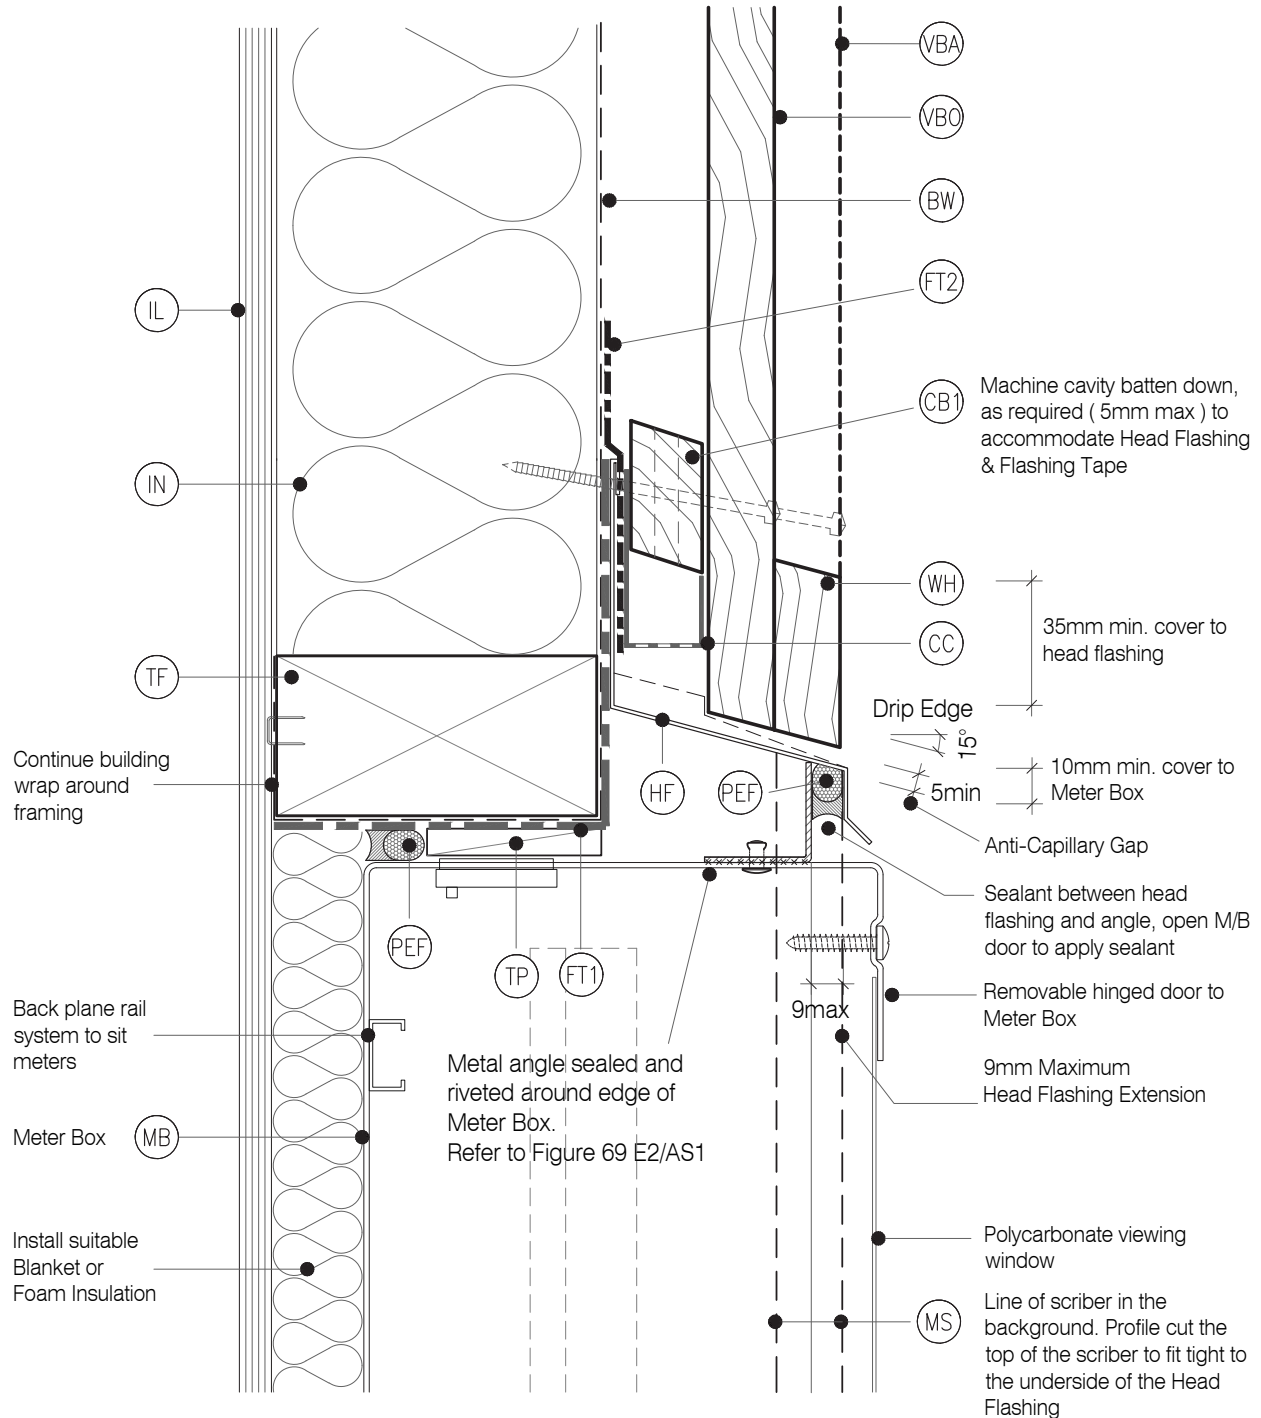 VBA
VBO
BW
FT2
IL
CB1
Machine cavity batten down,
as required ( 5mm max ) to
accommodate Head Flashing
& Flashing Tape
IN
WH
35mm min. cover to
head flashing
CC
TF
Drip Edge
15°
Continue building
wrap around
framing
HF
PEF
5min
10mm min. cover to
Meter Box
Anti-Capillary Gap
Sealant between head
flashing and angle, open M/B
door to apply sealant
PEF
TP
FT1
9max
Removable hinged door to
Meter Box
Back plane rail
system to sit
meters
Metal angle sealed and
riveted around edge of
Meter Box.
Refer to Figure 69 E2/AS1
9mm Maximum
Head Flashing Extension
Meter Box
MB
Install suitable
Blanket or
Foam Insulation
Polycarbonate viewing
window
MS
Line of scriber in the
background. Profile cut the
top of the scriber to fit tight to
the underside of the Head
Flashing